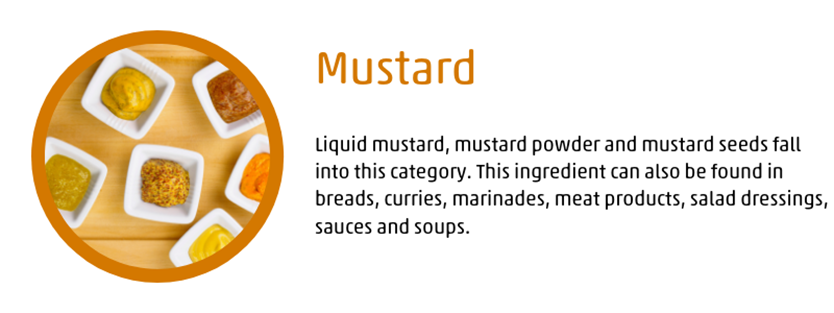 Mustard
Liquid mustard, mustard powder and mustard seeds fall
into this category. This ingredient can also be found in
breads, curries, marinades, meat products, salad dressings,
sauces and soups.